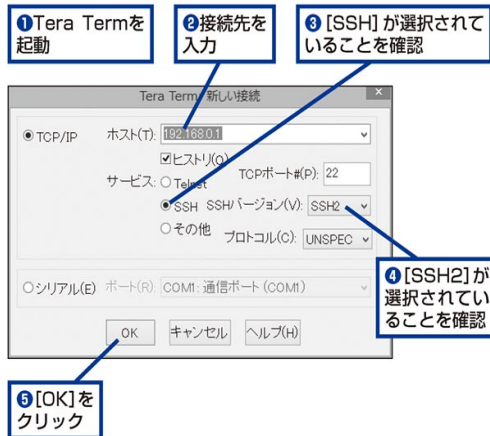 ❶Tera Termを
起動
❷接続先を
入力
❸[SSH]が選択されて
いることを確認
Tera Term: 新しい接続
×
TCP/IP
ホスト(T): 192.168.0.1
ヒストリ(O)
サービス: Telnet
TCPポート#(P): 22
SSH SSHバージョン(V): SSH2
その他
プロトコル(C): UNSPEC
❹[SSH2]が
選択されてい
ることを確認
シリアル(E) ポート(R): COM1: 通信ポート (COM1)
OK キャンセル ヘルプ(H)
❺[OK]を
クリック